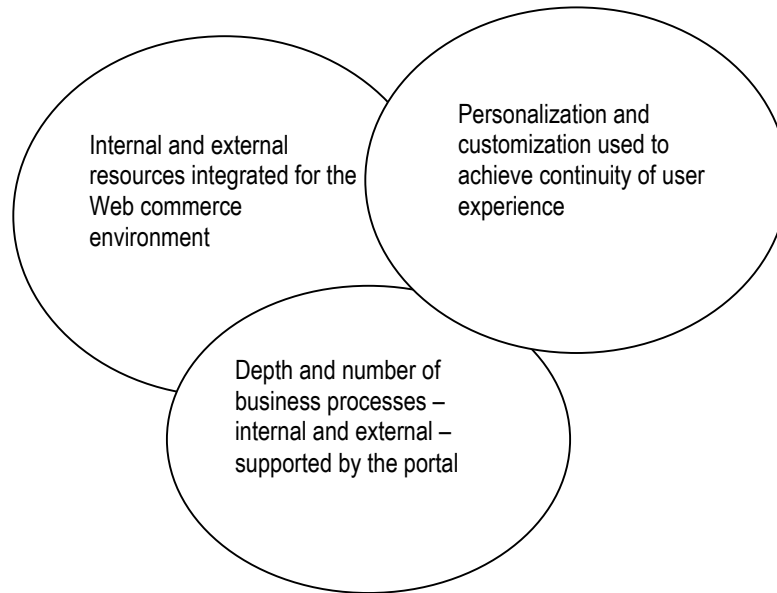 Internal and external
resources integrated for the
Web commerce
environment
Personalization and
customization used to
achieve continuity of user
experience
Depth and number of
business processes –
internal and external –
supported by the portal